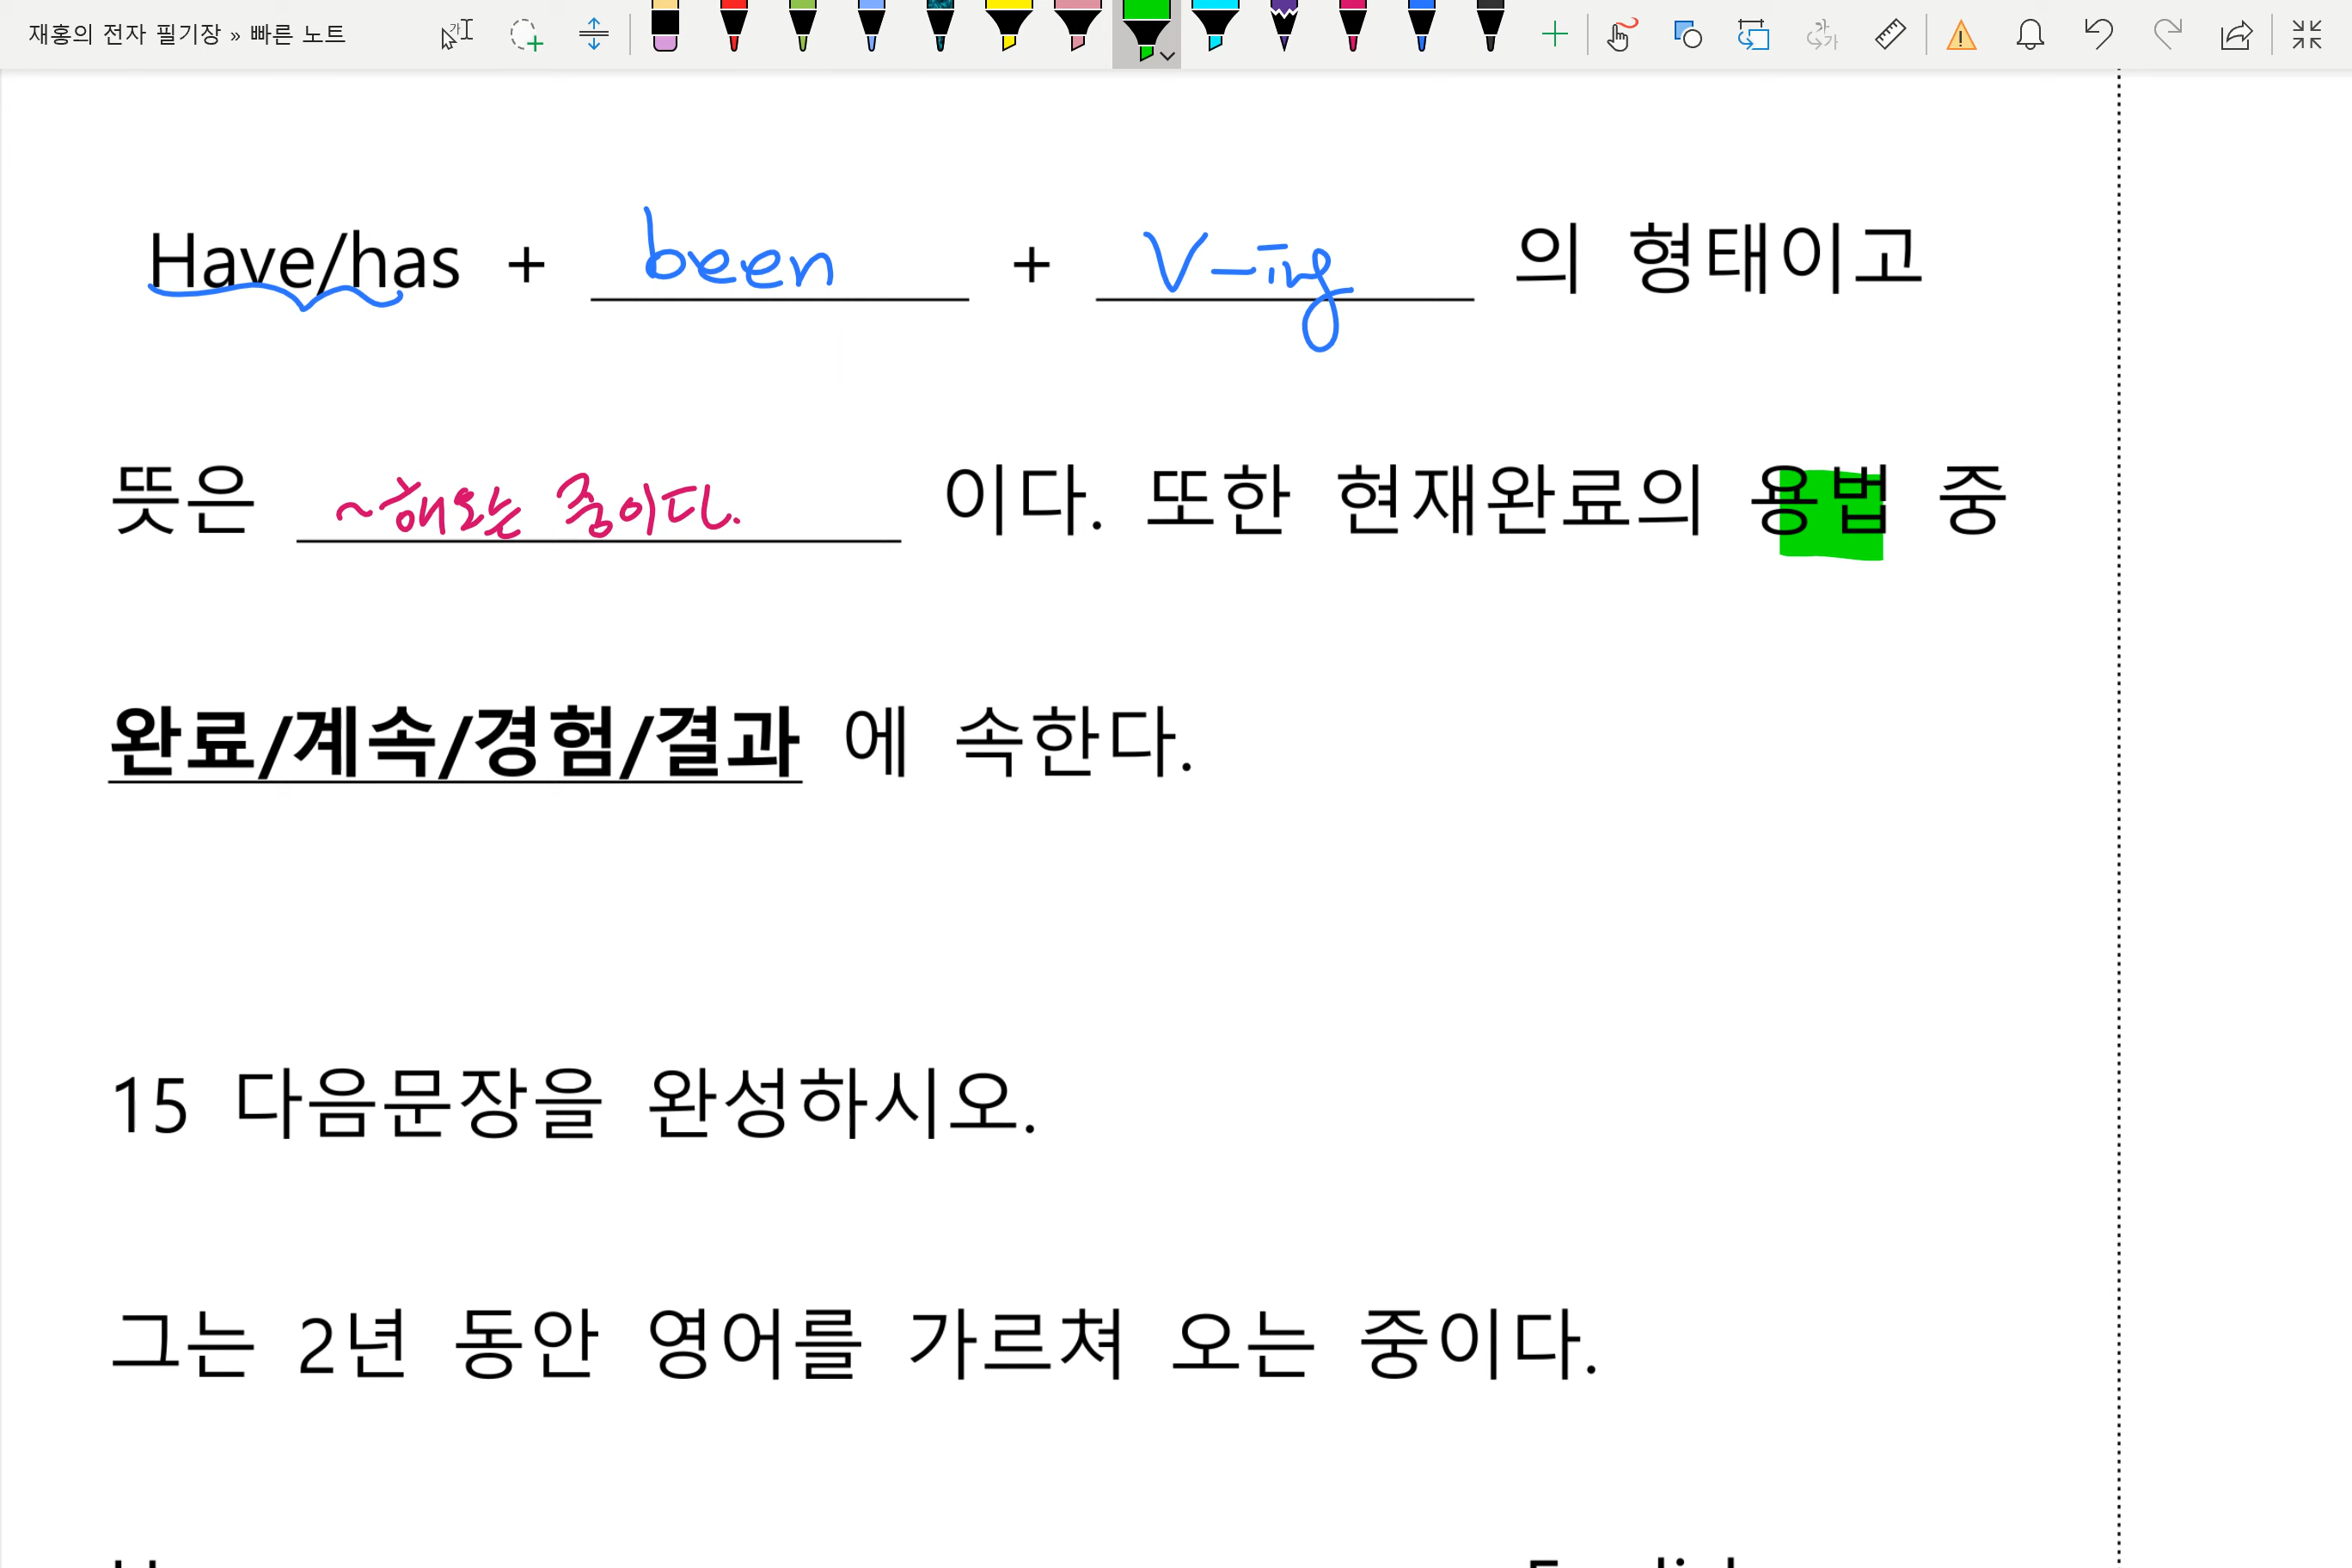 재홍의 전자 필기장 » 빠른 노트
Have/has + been + V-ing 의 형태이고
뜻은 ~해오는 중이다. 이다. 또한 현재완료의 용법 중
완료/계속/경험/결과 에 속한다.
15 다음문장을 완성하시오.
그는 2년 동안 영어를 가르쳐 오는 중이다.